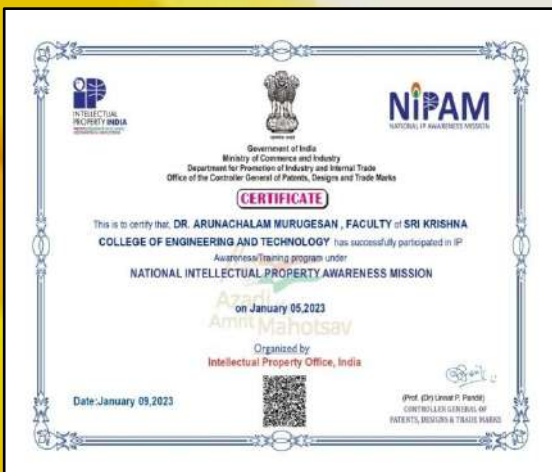 INTELLECTUAL
PROPERTY INDIA
NIPAM
NATIONAL IP AWARENESS MISSION
Government of India
Ministry of Commerce and Industry
Department for Promotion of Industry and Internal Trade
Office of the Controller General of Patents, Designs and Trade Marks
CERTIFICATE
This is to certify that, DR. ARUNACHALAM MURUGESAN , FACULTY of SRI KRISHNA
COLLEGE OF ENGINEERING AND TECHNOLOGY has successfully participated in IP
Awareness/Training program under
NATIONAL INTELLECTUAL PROPERTY AWARENESS MISSION
Azadi
Amrit Mahotsav
on January 05,2023
Organized by
Intellectual Property Office, India
Date:January 09,2023
(Prof. (Dr) Unnat P. Pandit)
CONTROLLER GENERAL OF
PATENTS, DESIGNS & TRADE MARKS